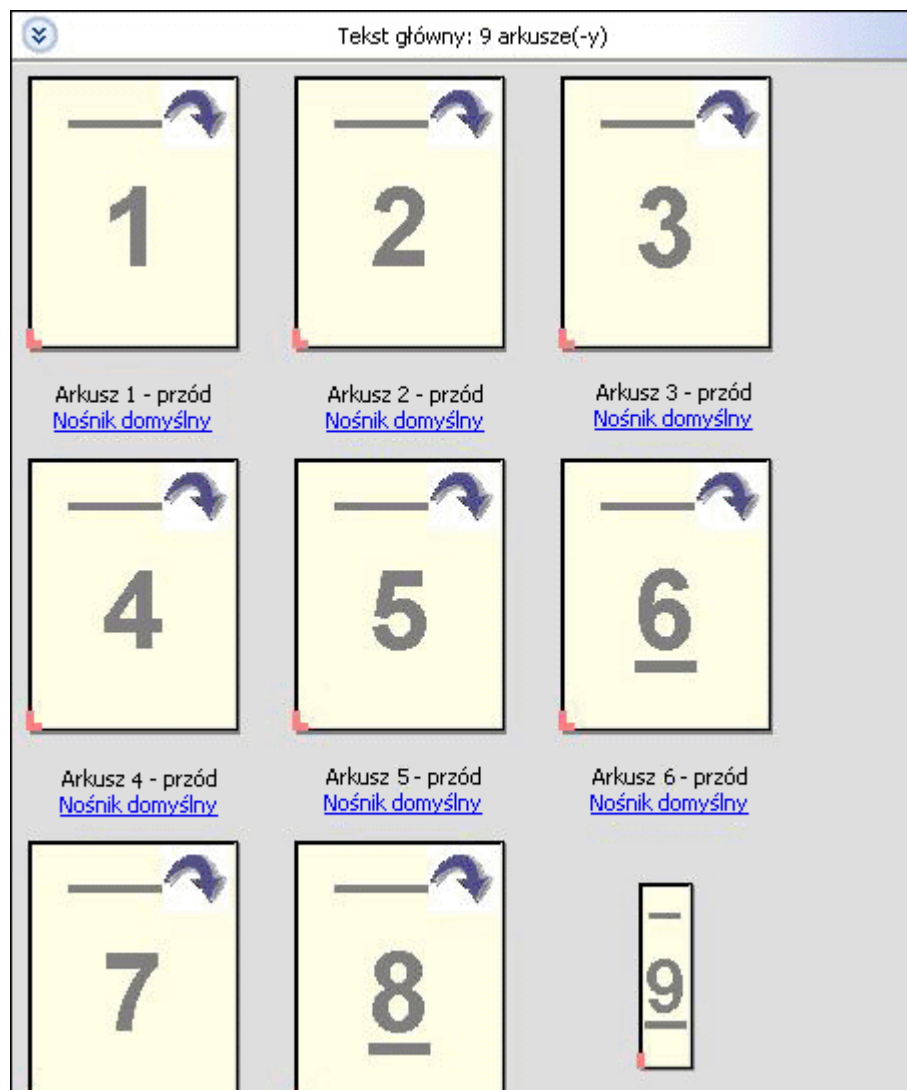 Tekst główny: 9 arkusze(-y)
1 2 3
Arkusz 1 - przód Arkusz 2 - przód Arkusz 3 - przód
Nośnik domyślny Nośnik domyślny Nośnik domyślny
4 5 6
Arkusz 4 - przód Arkusz 5 - przód Arkusz 6 - przód
Nośnik domyślny Nośnik domyślny Nośnik domyślny
7 8 9